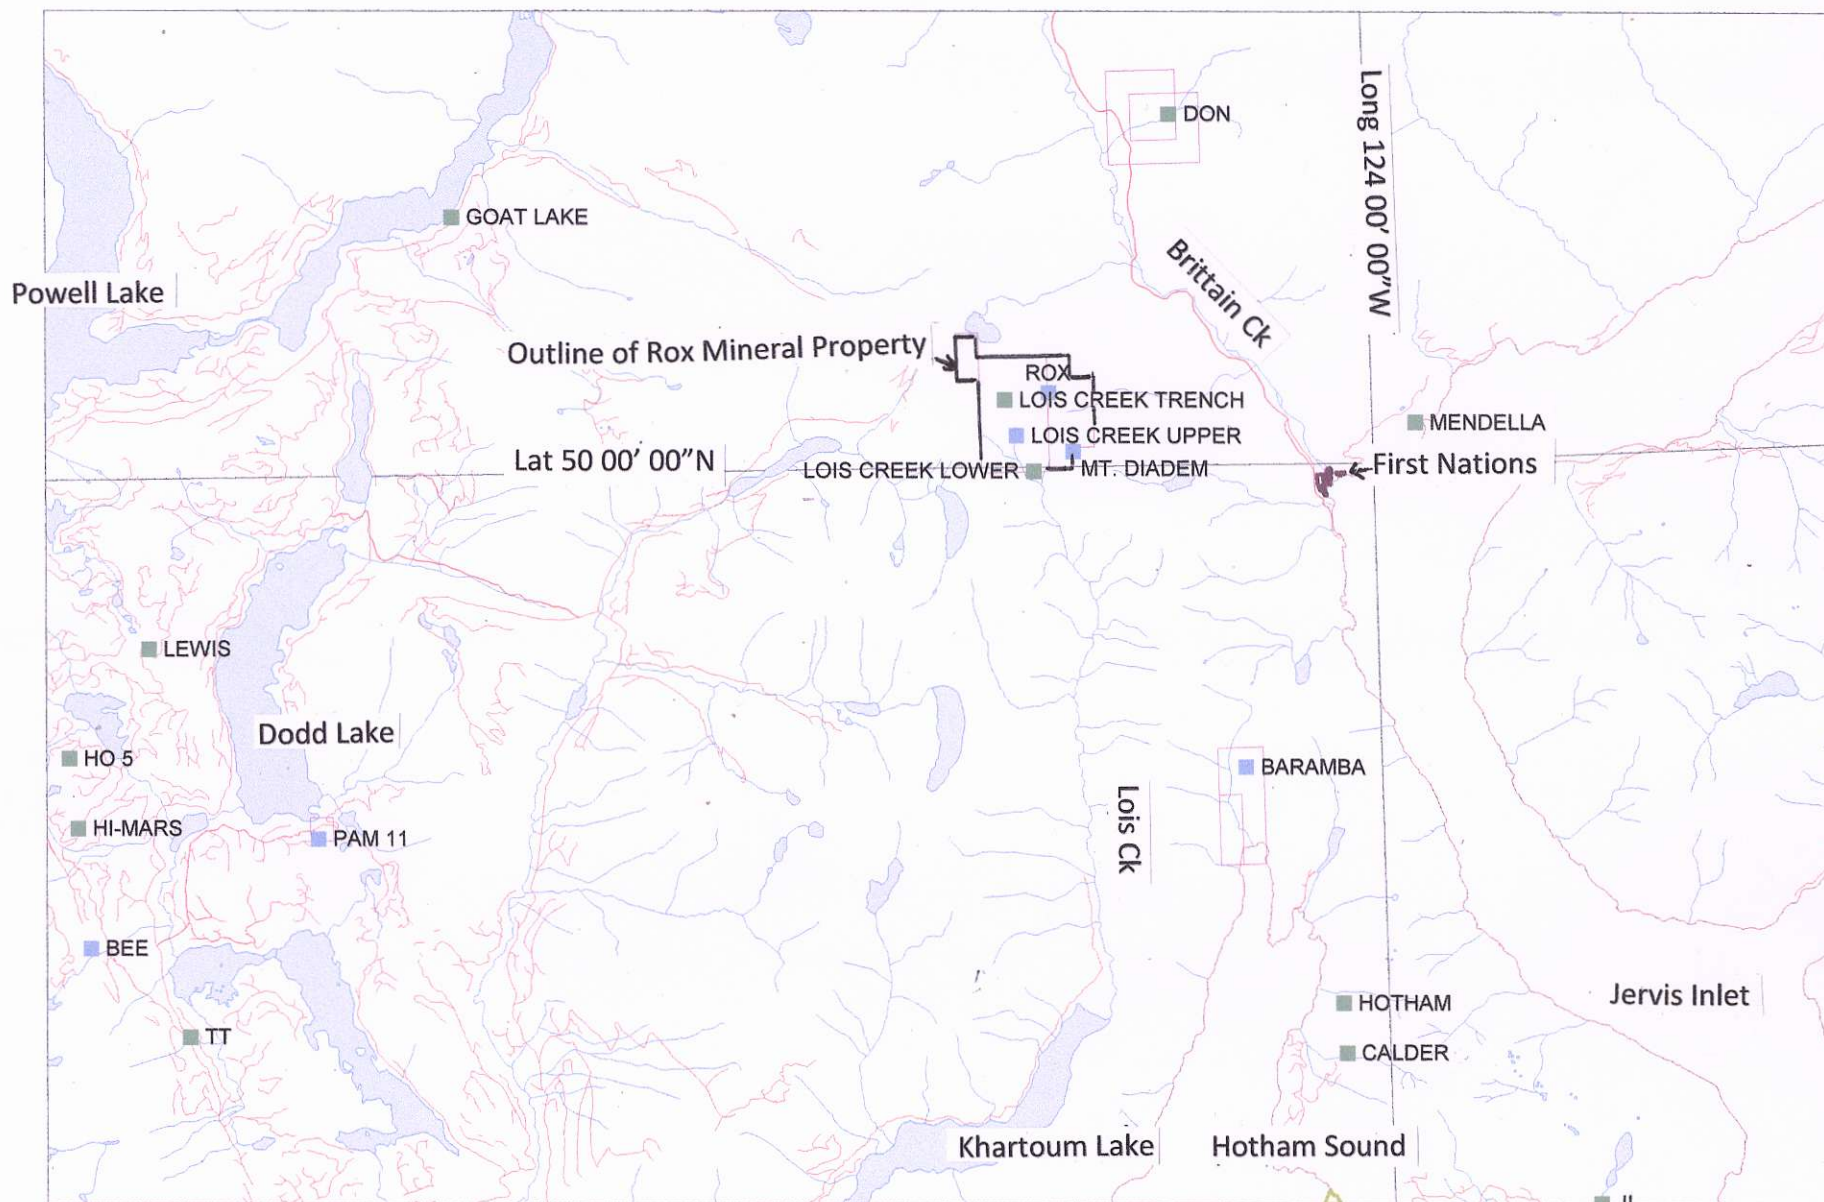 DON
Long 124 00' 00"W
GOAT LAKE
Powell Lake
Brittain Ck
Outline of Rox Mineral Property
ROX
LOIS CREEK TRENCH
MENDELLA
LOIS CREEK UPPER
Lat 50 00' 00"N
LOIS CREEK LOWER
MT. DIADEM
First Nations
LEWIS
Dodd Lake
HO 5
BARAMBA
Lois Ck
HI-MARS
PAM 11
BEE
Jervis Inlet
HOTHAM
TT
CALDER
Khartoum Lake
Hotham Sound